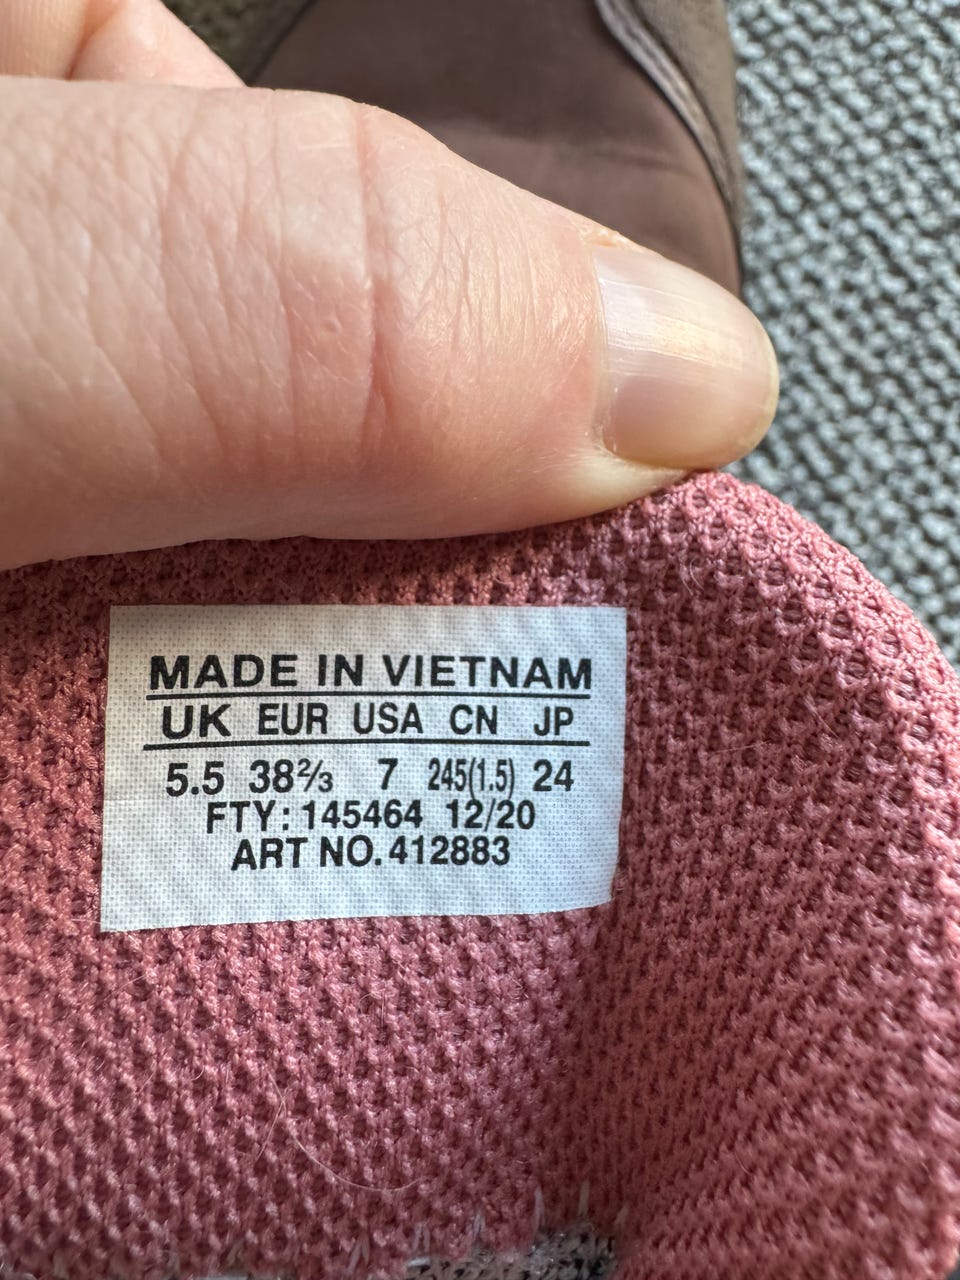 MADE IN VIETNAM
UK EUR USA CN JP
5.5 38⅔ 7 245(1.5) 24
FTY: 145464 12/20
ART NO. 412883